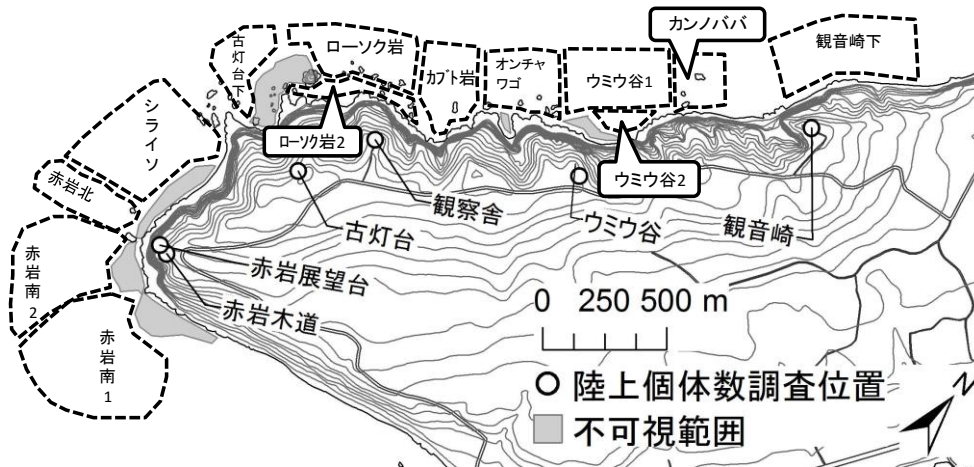 カンノババ
古灯台下
ローソク岩
カブト岩
オンチャ
ワゴ
ウミウ谷1
観音崎下
シライソ
ローソク岩2
ウミウ谷2
赤岩北
観察舎
古灯台
ウミウ谷
観音崎
赤岩南2
赤岩展望台
赤岩木道
赤岩南1
0 250 500 m
陸上個体数調査位置
不可視範囲
N